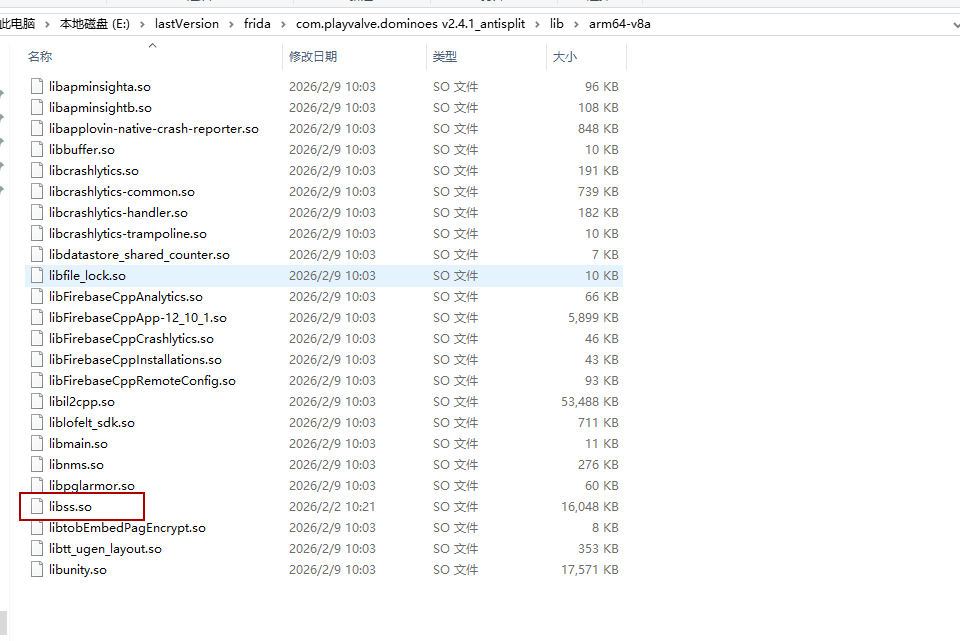 此电脑 › 本地磁盘 (E:) › lastVersion › frida › com.playvalve.dominoes v2.4.1_antisplit › lib › arm64-v8a
名称 修改日期 类型 大小
libapminsighta.so 2026/2/9 10:03 SO 文件 96 KB
libapminsightb.so 2026/2/9 10:03 SO 文件 108 KB
libapplovin-native-crash-reporter.so 2026/2/9 10:03 SO 文件 848 KB
libbuffer.so 2026/2/9 10:03 SO 文件 10 KB
libcrashlytics.so 2026/2/9 10:03 SO 文件 191 KB
libcrashlytics-common.so 2026/2/9 10:03 SO 文件 739 KB
libcrashlytics-handler.so 2026/2/9 10:03 SO 文件 182 KB
libcrashlytics-trampoline.so 2026/2/9 10:03 SO 文件 10 KB
libdatastore_shared_counter.so 2026/2/9 10:03 SO 文件 7 KB
libfile_lock.so 2026/2/9 10:03 SO 文件 10 KB
libFirebaseCppAnalytics.so 2026/2/9 10:03 SO 文件 66 KB
libFirebaseCppApp-12_10_1.so 2026/2/9 10:03 SO 文件 5,899 KB
libFirebaseCppCrashlytics.so 2026/2/9 10:03 SO 文件 46 KB
libFirebaseCppInstallations.so 2026/2/9 10:03 SO 文件 43 KB
libFirebaseCppRemoteConfig.so 2026/2/9 10:03 SO 文件 93 KB
libil2cpp.so 2026/2/9 10:03 SO 文件 53,488 KB
liblofelt_sdk.so 2026/2/9 10:03 SO 文件 711 KB
libmain.so 2026/2/9 10:03 SO 文件 11 KB
libnms.so 2026/2/9 10:03 SO 文件 276 KB
libpglarmor.so 2026/2/9 10:03 SO 文件 60 KB
libss.so 2026/2/2 10:21 SO 文件 16,048 KB
libtobEmbedPagEncrypt.so 2026/2/9 10:03 SO 文件 8 KB
libtt_ugen_layout.so 2026/2/9 10:03 SO 文件 353 KB
libunity.so 2026/2/9 10:03 SO 文件 17,571 KB